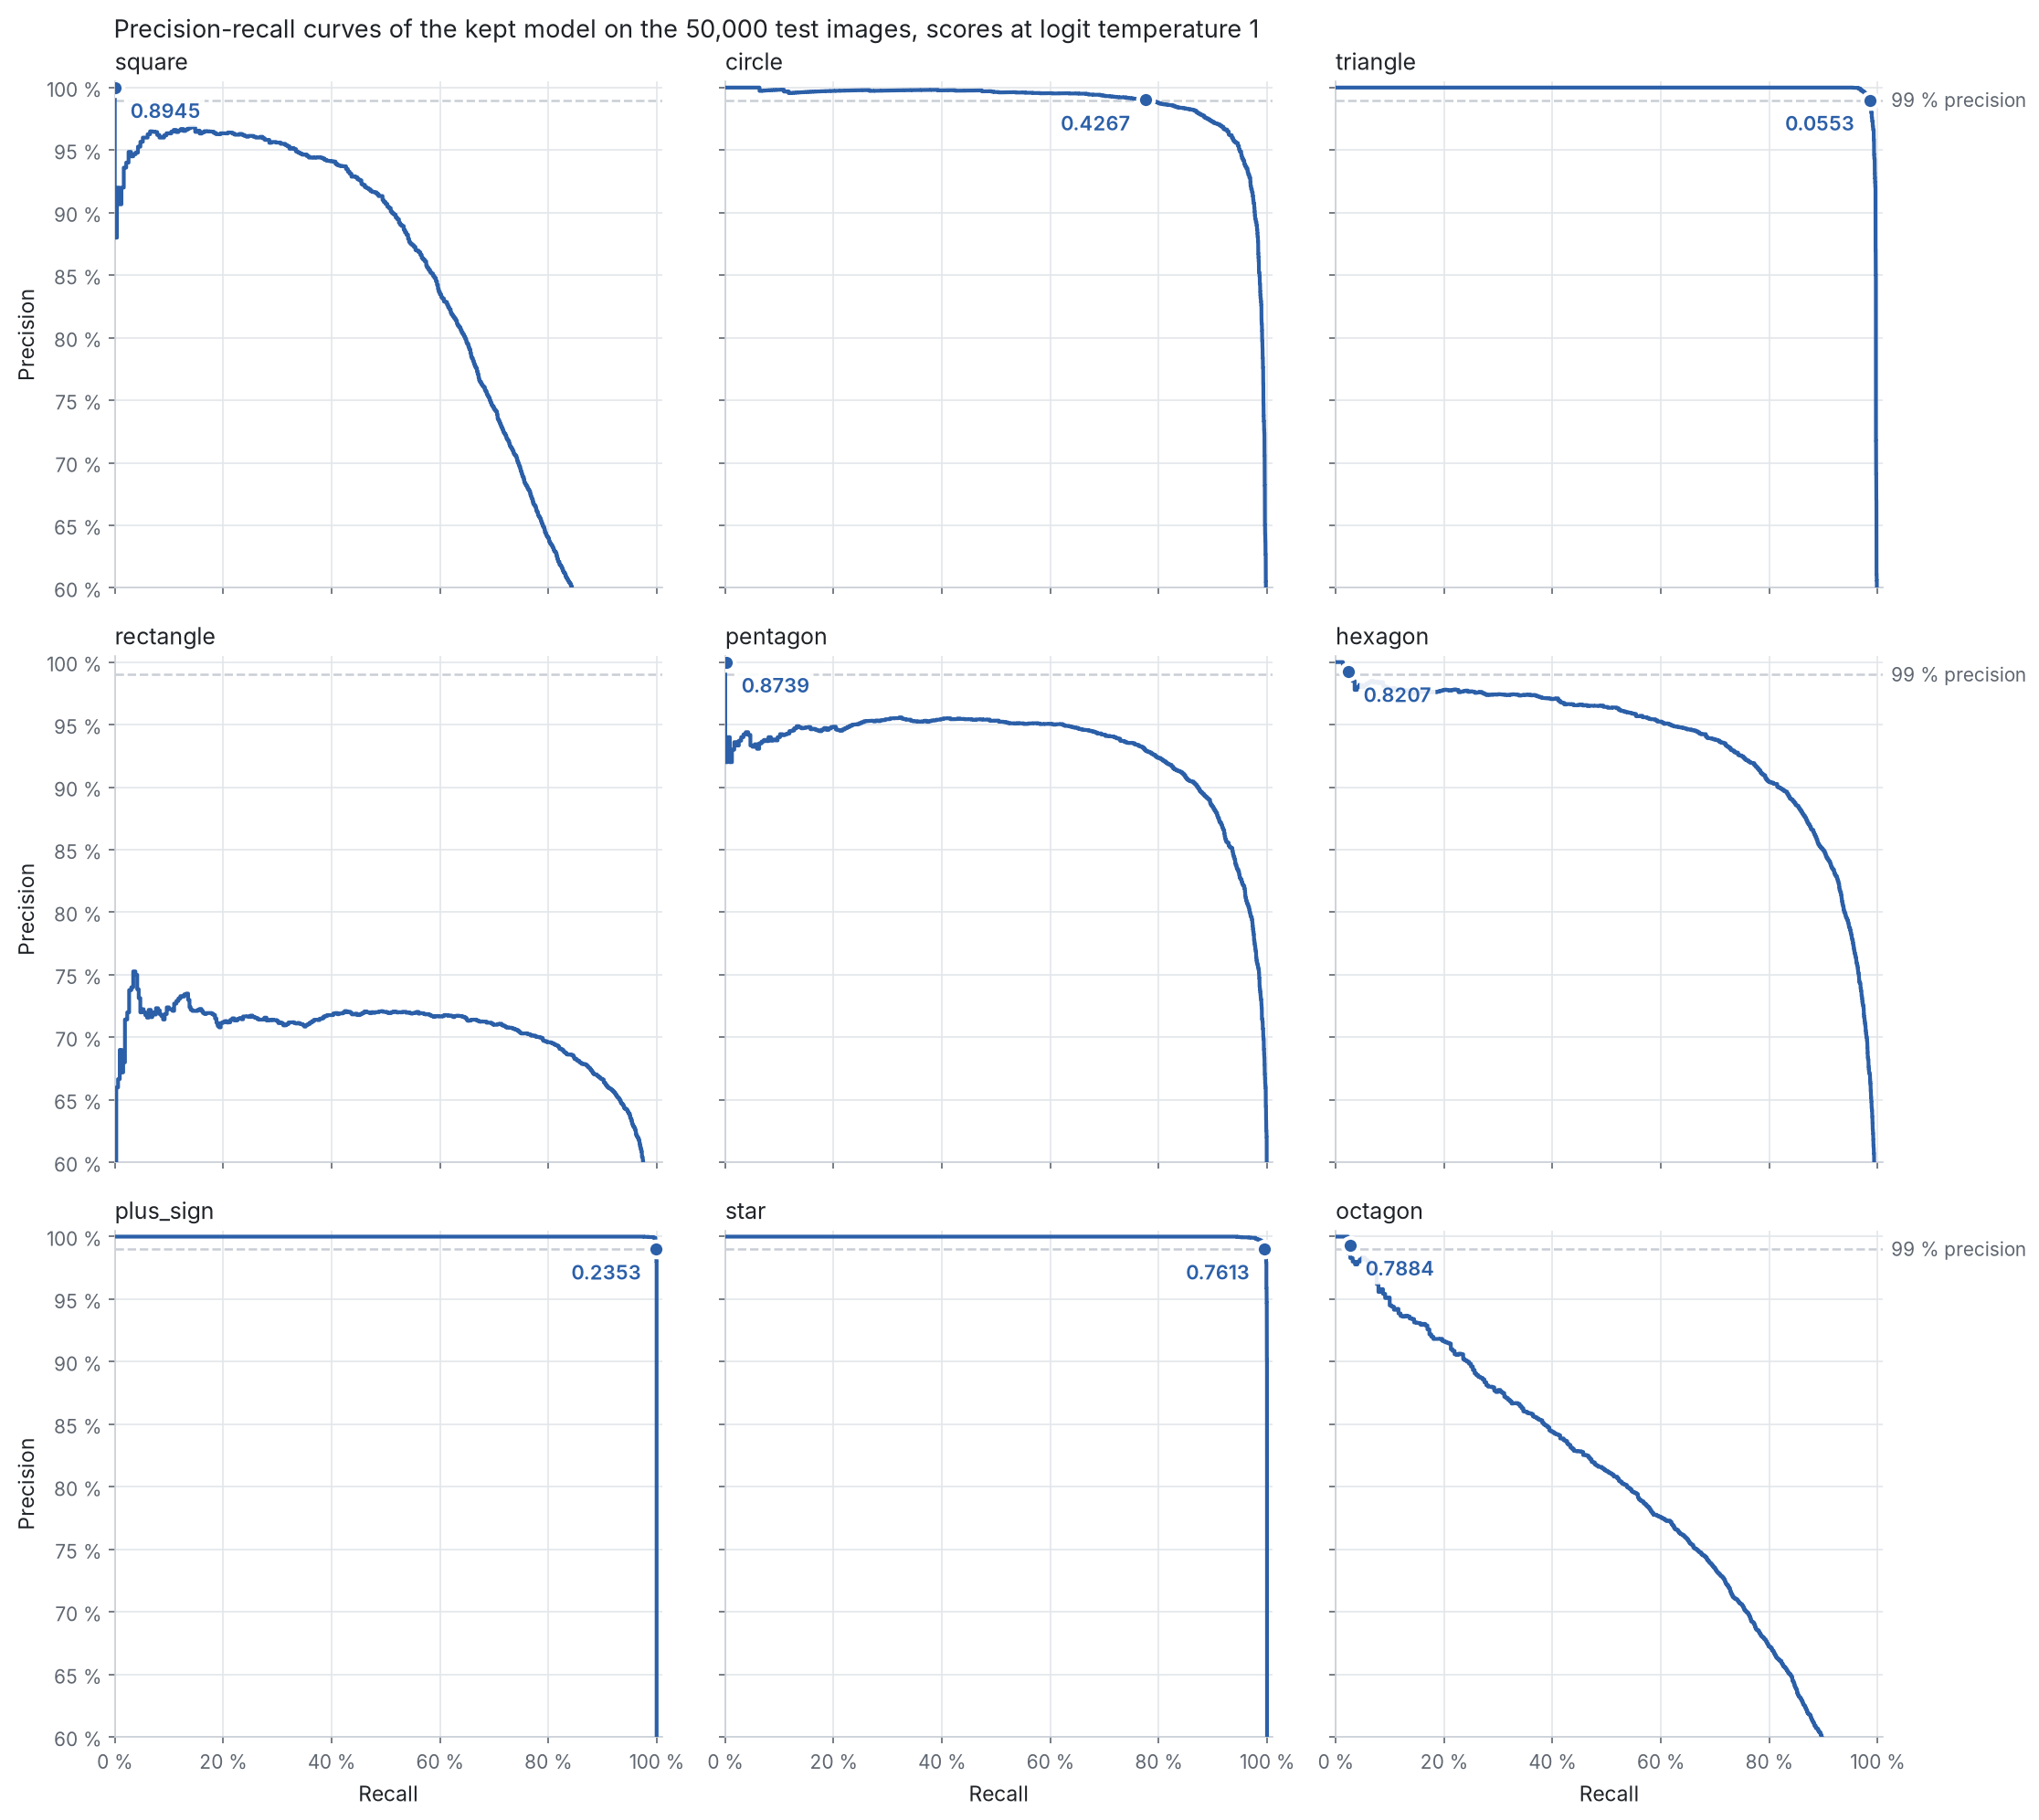 Precision-recall curves of the kept model on the 50,000 test images, scores at logit temperature 1
square
circle
triangle
100 %
95 %
90 %
85 %
80 %
75 %
70 %
65 %
60 %
Precision
0.8945
0.4267
0.0553
99 % precision
rectangle
pentagon
hexagon
100 %
95 %
90 %
85 %
80 %
75 %
70 %
65 %
60 %
Precision
0.8739
0.8207
99 % precision
plus_sign
star
octagon
100 %
95 %
90 %
85 %
80 %
75 %
70 %
65 %
60 %
Precision
0.2353
0.7613
0.7884
99 % precision
0 % 20 % 40 % 60 % 80 % 100 %
0 % 20 % 40 % 60 % 80 % 100 %
0 % 20 % 40 % 60 % 80 % 100 %
Recall
Recall
Recall